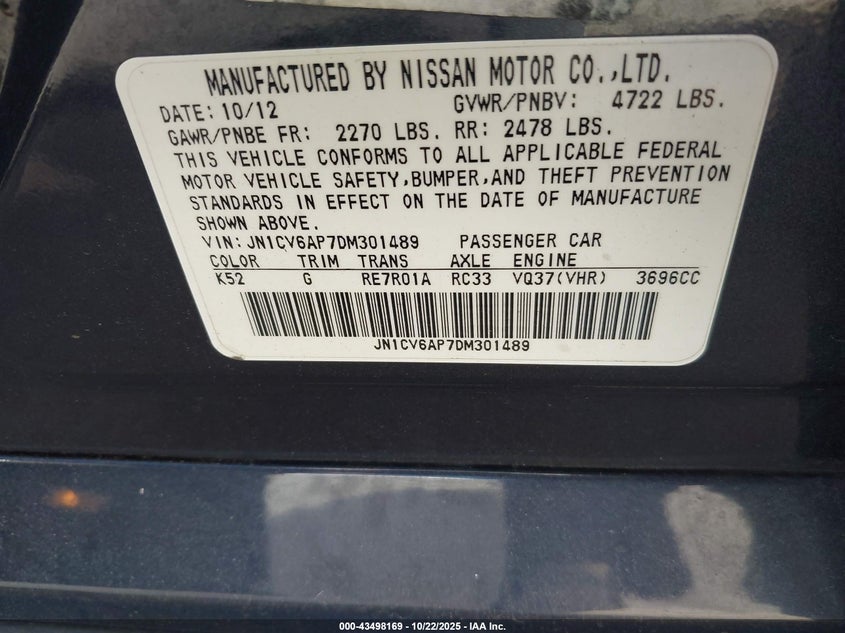 MANUFACTURED BY NISSAN MOTOR CO.,LTD.
DATE: 10/12 GVWR/PNBV: 4722 LBS.
GAWR/PNBE FR: 2270 LBS. RR: 2478 LBS.
THIS VEHICLE CONFORMS TO ALL APPLICABLE FEDERAL
MOTOR VEHICLE SAFETY,BUMPER,AND THEFT PREVENTION
STANDARDS IN EFFECT ON THE DATE OF MANUFACTURE
SHOWN ABOVE.
VIN: JN1CV6AP7DM301489 PASSENGER CAR
COLOR TRIM TRANS AXLE ENGINE
K52 G RE7R01A RC33 VQ37(VHR) 3696CC
JN1CV6AP7DM301489
000-43498169 - 10/22/2025 - IAA Inc.